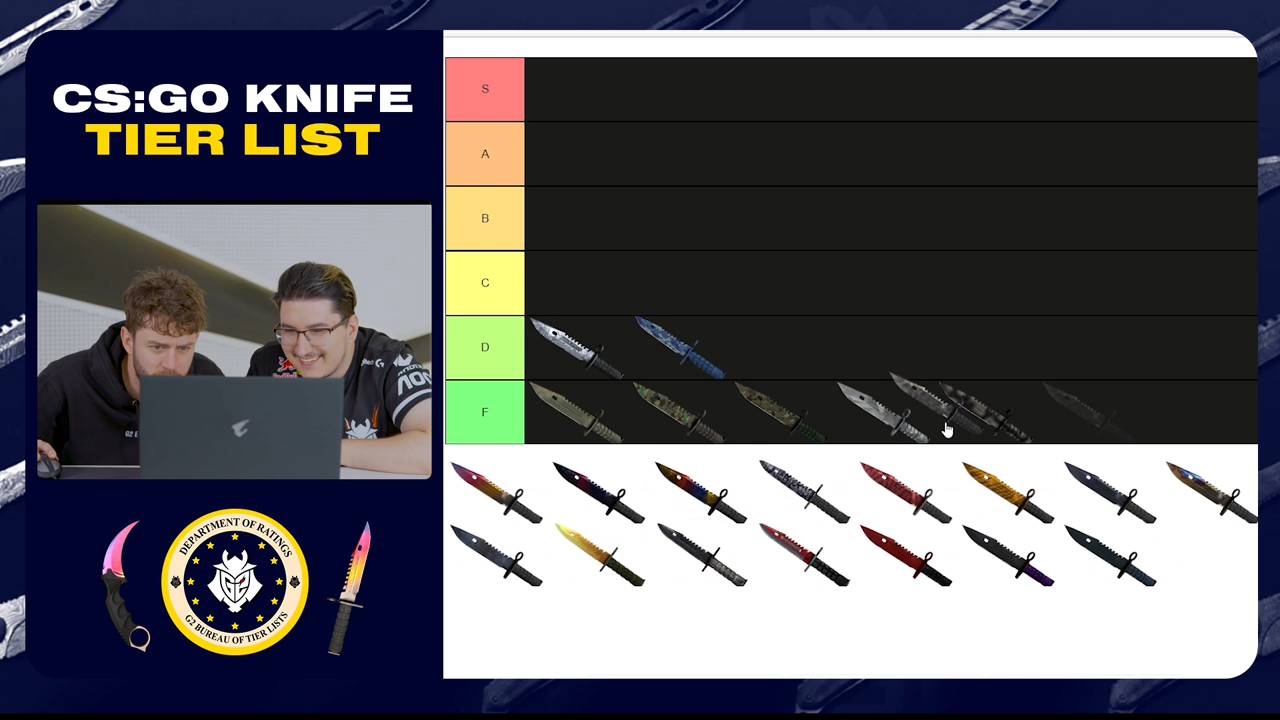 CS:GO KNIFE
TIER LIST
S
A
B
C
D
F
DEPARTMENT OF RATINGS
G2 BUREAU OF TIER LISTS